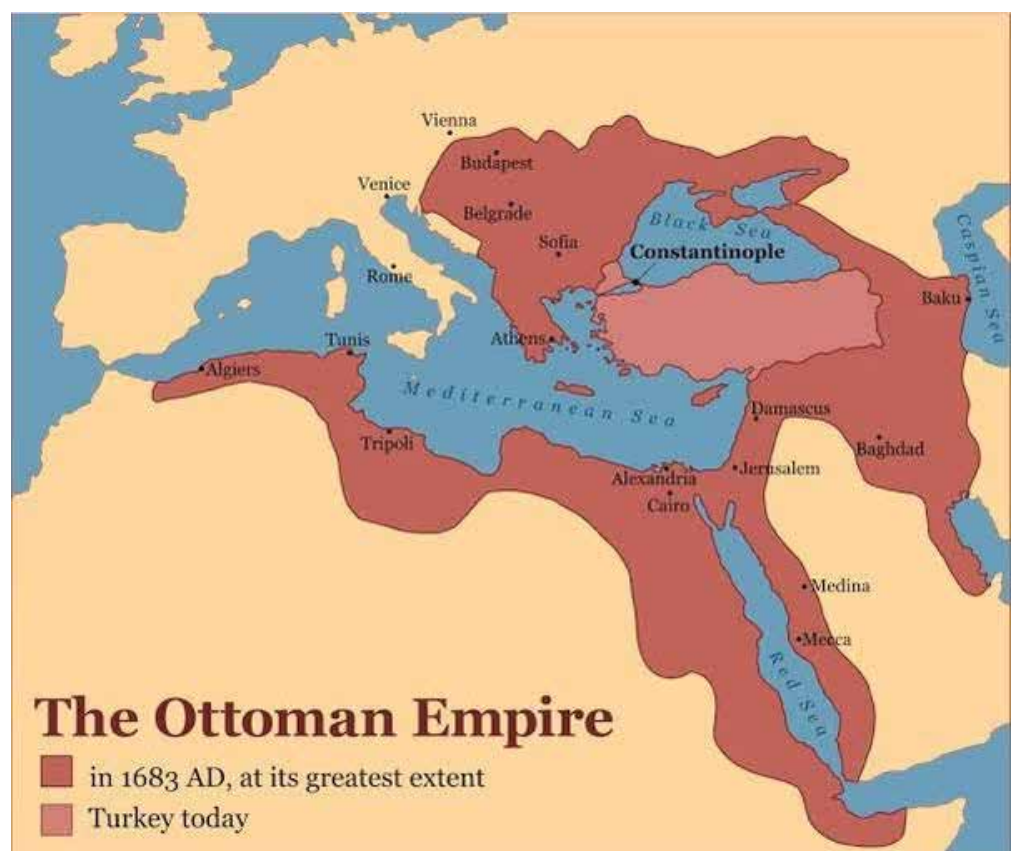 Vienna
Budapest
Venice
Belgrade
Black Sea
Sofia
Constantinople
Caspian Sea
Rome
Baku
Athens
Tunis
Algiers
Mediterranean Sea
Damascus
Tripoli
Baghdad
Jerusalem
Alexandria
Cairo
Medina
Mecca
Red Sea
The Ottoman Empire
in 1683 AD, at its greatest extent
Turkey today